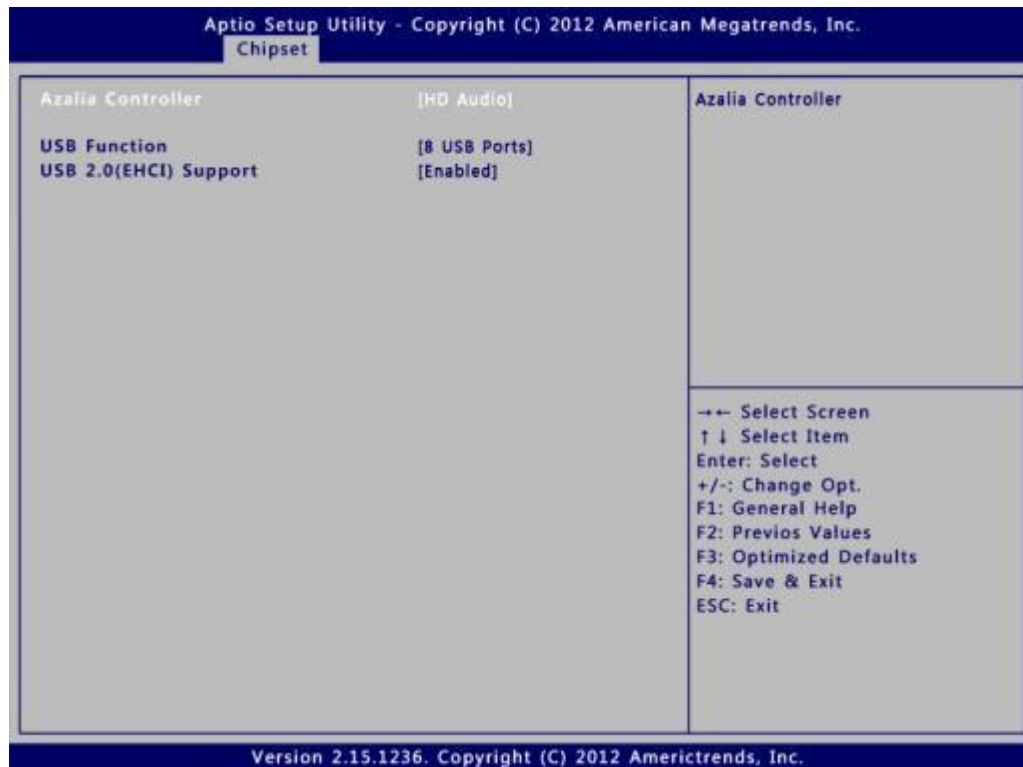 Aptio Setup Utility - Copyright (C) 2012 American Megatrends, Inc.
Chipset
Azalia Controller [HD Audio]
USB Function [8 USB Ports]
USB 2.0(EHCI) Support [Enabled]
Azalia Controller
→← Select Screen
↑↓ Select Item
Enter: Select
+/-: Change Opt.
F1: General Help
F2: Previos Values
F3: Optimized Defaults
F4: Save & Exit
ESC: Exit
Version 2.15.1236. Copyright (C) 2012 Americtrends, Inc.